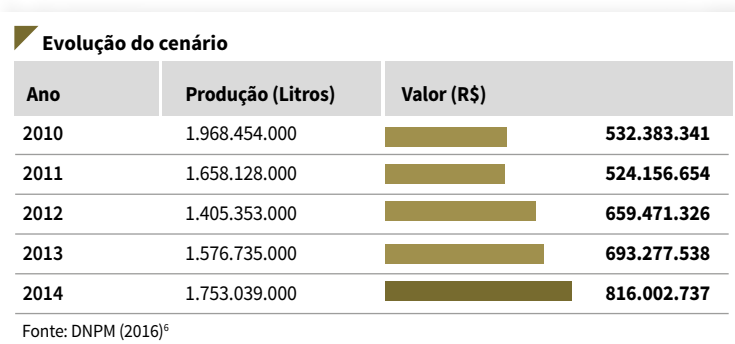 Evolução do cenário
Ano Produção (Litros) Valor (R$)
2010 1.968.454.000 532.383.341
2011 1.658.128.000 524.156.654
2012 1.405.353.000 659.471.326
2013 1.576.735.000 693.277.538
2014 1.753.039.000 816.002.737
Fonte: DNPM (2016)⁶